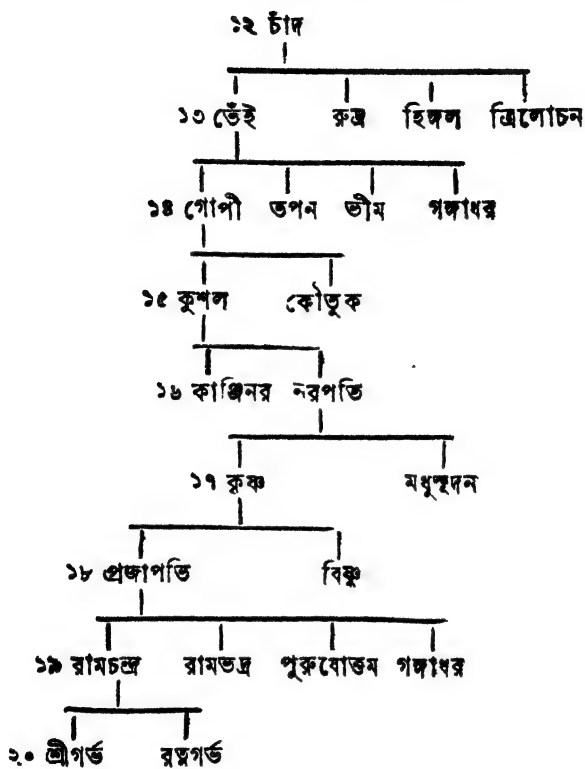 ১২ চাঁদ
১৩ ভেঁই রুদ্র হিঙ্গল ত্রিলোচন
১৪ গোপী তপন ভীম গঙ্গাধর
১৫ কুশল কৌতুক
১৬ কাঞ্জিনর নরপতি
১৭ কৃষ্ণ মধুসূদন
১৮ প্রজাপতি বিষ্ণু
১৯ রামচন্দ্র রামভদ্র পুরুষোত্তম গঙ্গাধর
২০ শ্রীগর্ভ রত্নগর্ভ